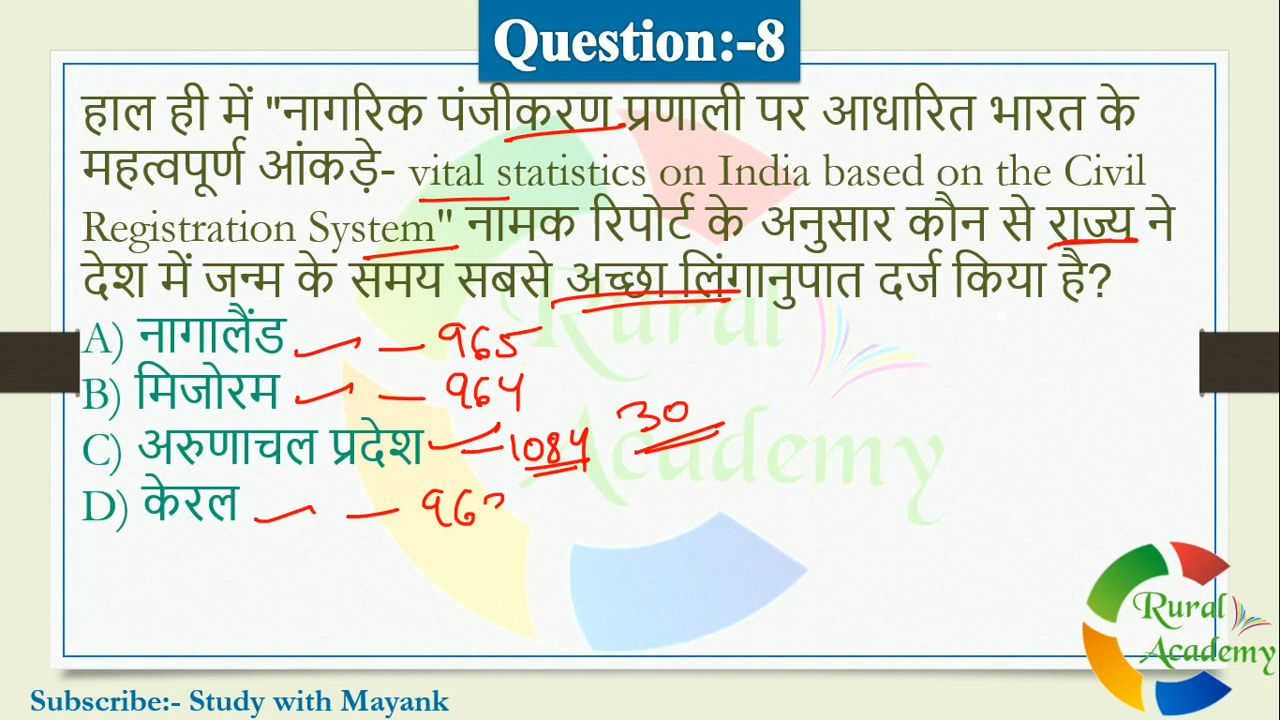 Question:-8
हाल ही में "नागरिक पंजीकरण प्रणाली पर आधारित भारत के
महत्वपूर्ण आंकड़े- vital statistics on India based on the Civil
Registration System" नामक रिपोर्ट के अनुसार कौन से राज्य ने
देश में जन्म के समय सबसे अच्छा लिंगानुपात दर्ज किया है?
A) नागालैंड — 965
B) मिजोरम — 964
30
C) अरुणाचल प्रदेश 1084
D) केरल —
Rural
Academy
Rural
Academy
Subscribe:- Study with Mayank